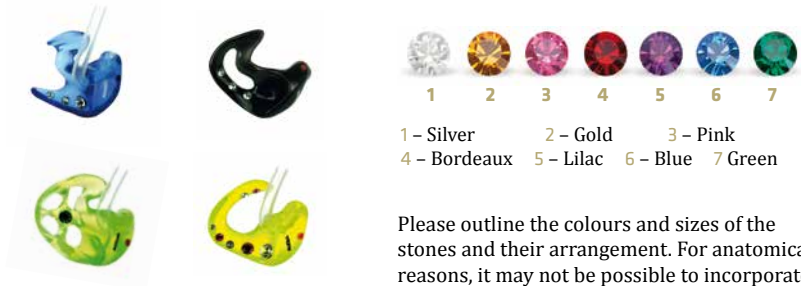 1 2 3 4 5 6 7
1 – Silver 2 – Gold 3 – Pink
4 – Bordeaux 5 – Lilac 6 – Blue 7 Green
Please outline the colours and sizes of the
stones and their arrangement. For anatomica
reasons, it may not be possible to incorporat